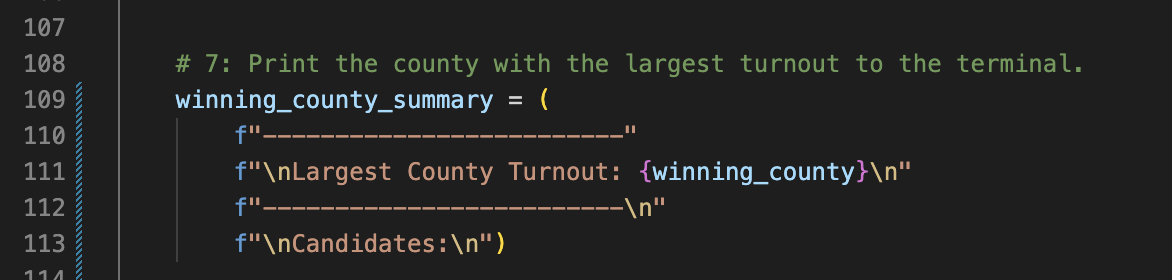 107
108 # 7: Print the county with the largest turnout to the terminal.
109 winning_county_summary = (
110 f"-------------------------"
111 f"\nLargest County Turnout: {winning_county}\n"
112 f"-------------------------\n"
113 f"\nCandidates:\n")
114